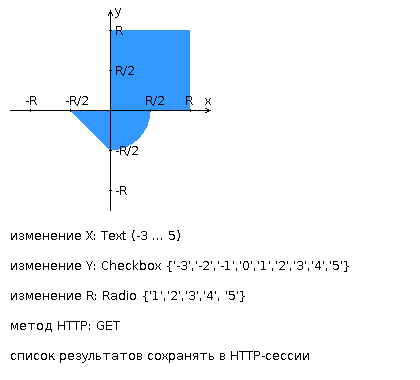 y
R
R/2
-R -R/2 R/2 R x
-R/2
-R
изменение X: Text (-3 ... 5)
изменение Y: Checkbox {'-3','-2','-1','0','1','2','3','4','5'}
изменение R: Radio {'1','2','3','4', '5'}
метод HTTP: GET
список результатов сохранять в HTTP-сессии